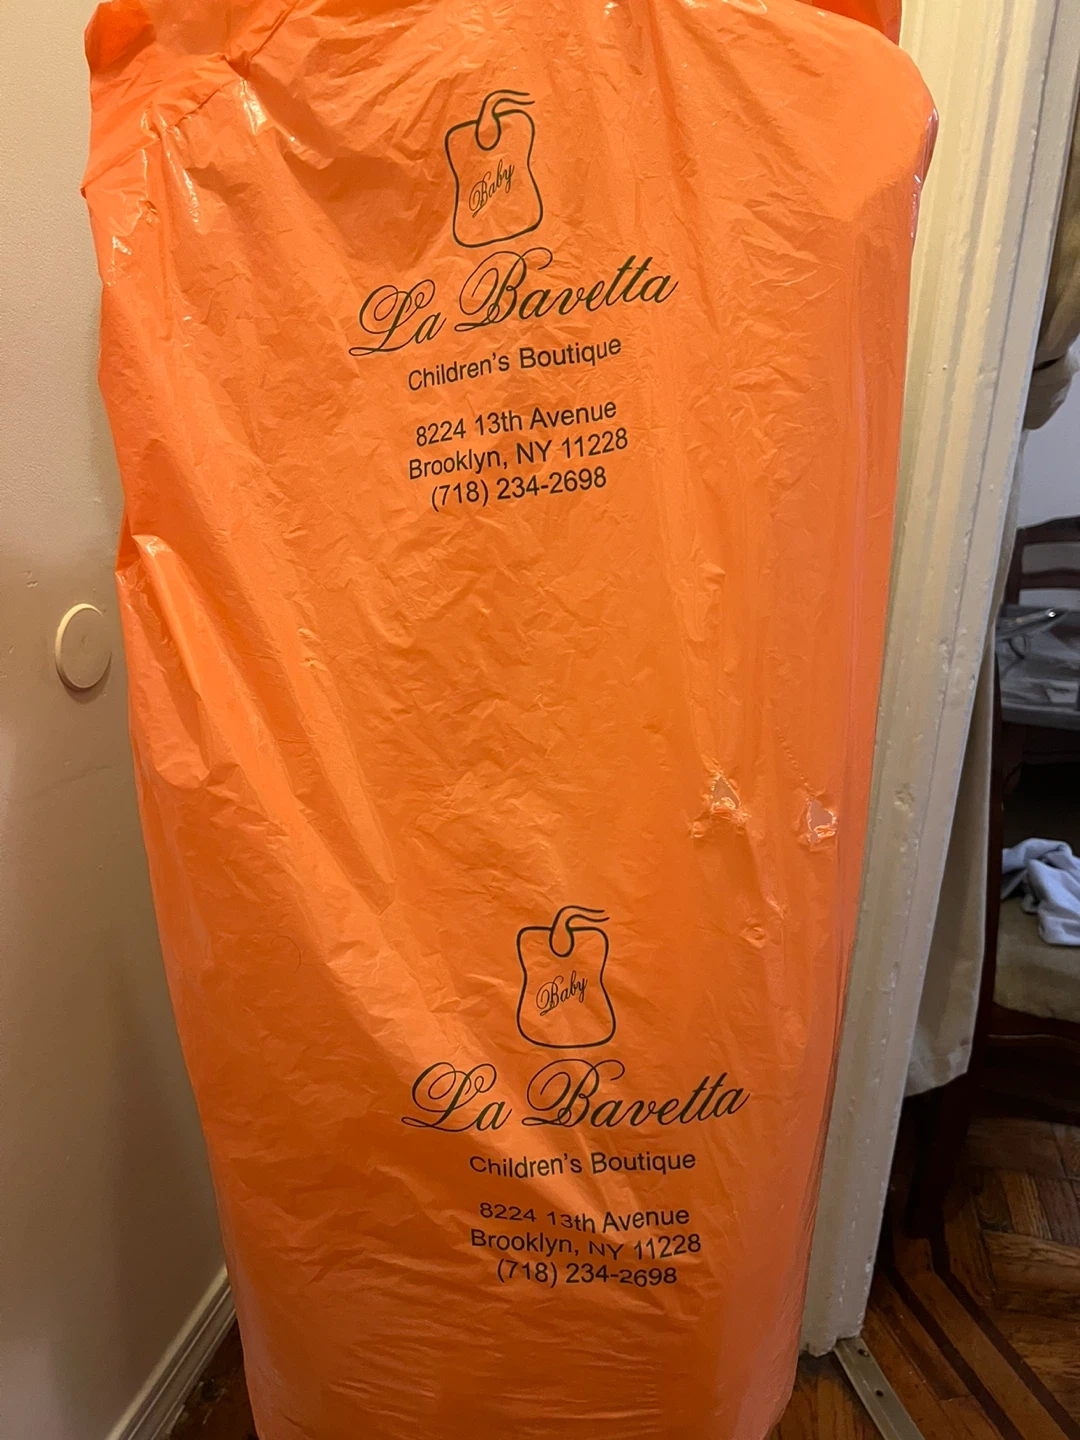 Baby
La Bavetta
Children's Boutique
8224 13th Avenue
Brooklyn, NY 11228
(718) 234-2698
Baby
La Bavetta
Children's Boutique
8224 13th Avenue
Brooklyn, NY 11228
(718) 234-2698